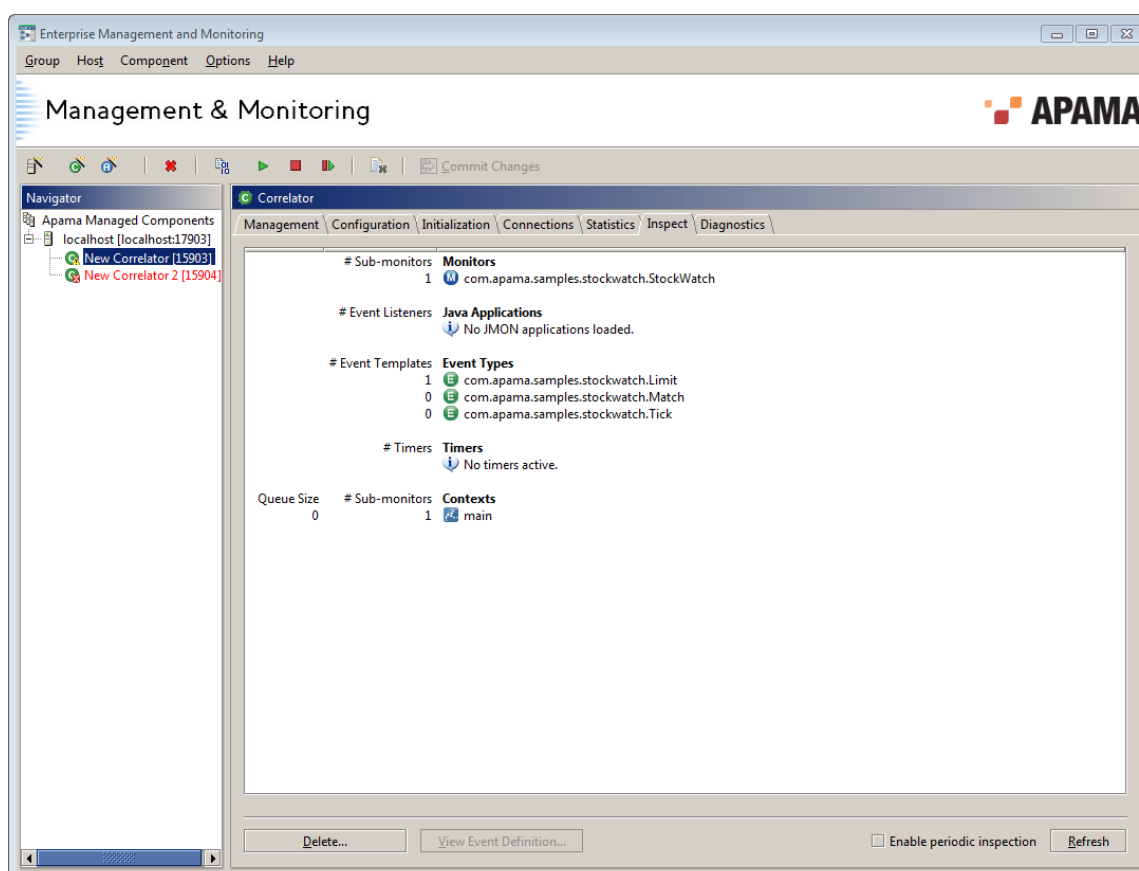 Enterprise Management and Monitoring
Group Host Component Options Help
Management & Monitoring
APAMA
Commit Changes
Navigator
Apama Managed Components
localhost [localhost:17903]
New Correlator [15903]
New Correlator 2 [15904]
Correlator
Management Configuration Initialization Connections Statistics Inspect Diagnostics
# Sub-monitors Monitors
1 com.apama.samples.stockwatch.StockWatch
# Event Listeners Java Applications
No JMON applications loaded.
# Event Templates Event Types
1 com.apama.samples.stockwatch.Limit
0 com.apama.samples.stockwatch.Match
0 com.apama.samples.stockwatch.Tick
# Timers Timers
No timers active.
Queue Size # Sub-monitors Contexts
0 1 main
Delete... View Event Definition... Enable periodic inspection Refresh